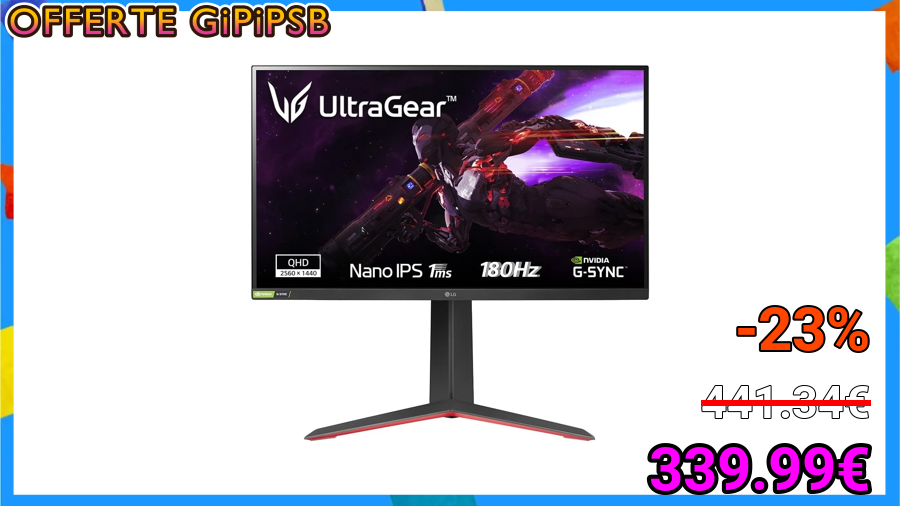 OFFERTE GiPiPSB
UltraGear™
QHD
2560 × 1440
Nano IPS 1ms
180Hz
NVIDIA
G-SYNC
LG
-23%
441.34€
339.99€